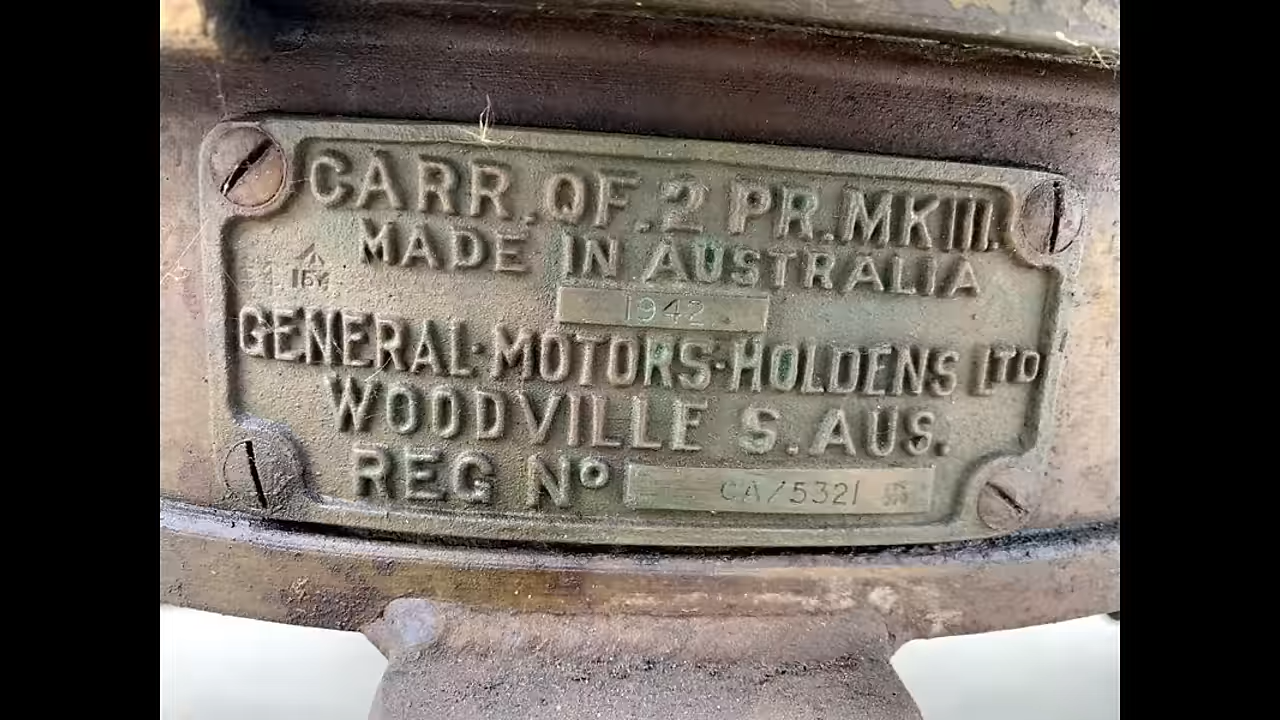 CARR. QF. 2 PR. MK III.
MADE IN AUSTRALIA
1942
GENERAL·MOTORS·HOLDENS LTD
WOODVILLE S. AUS.
REG Nº CA/5321